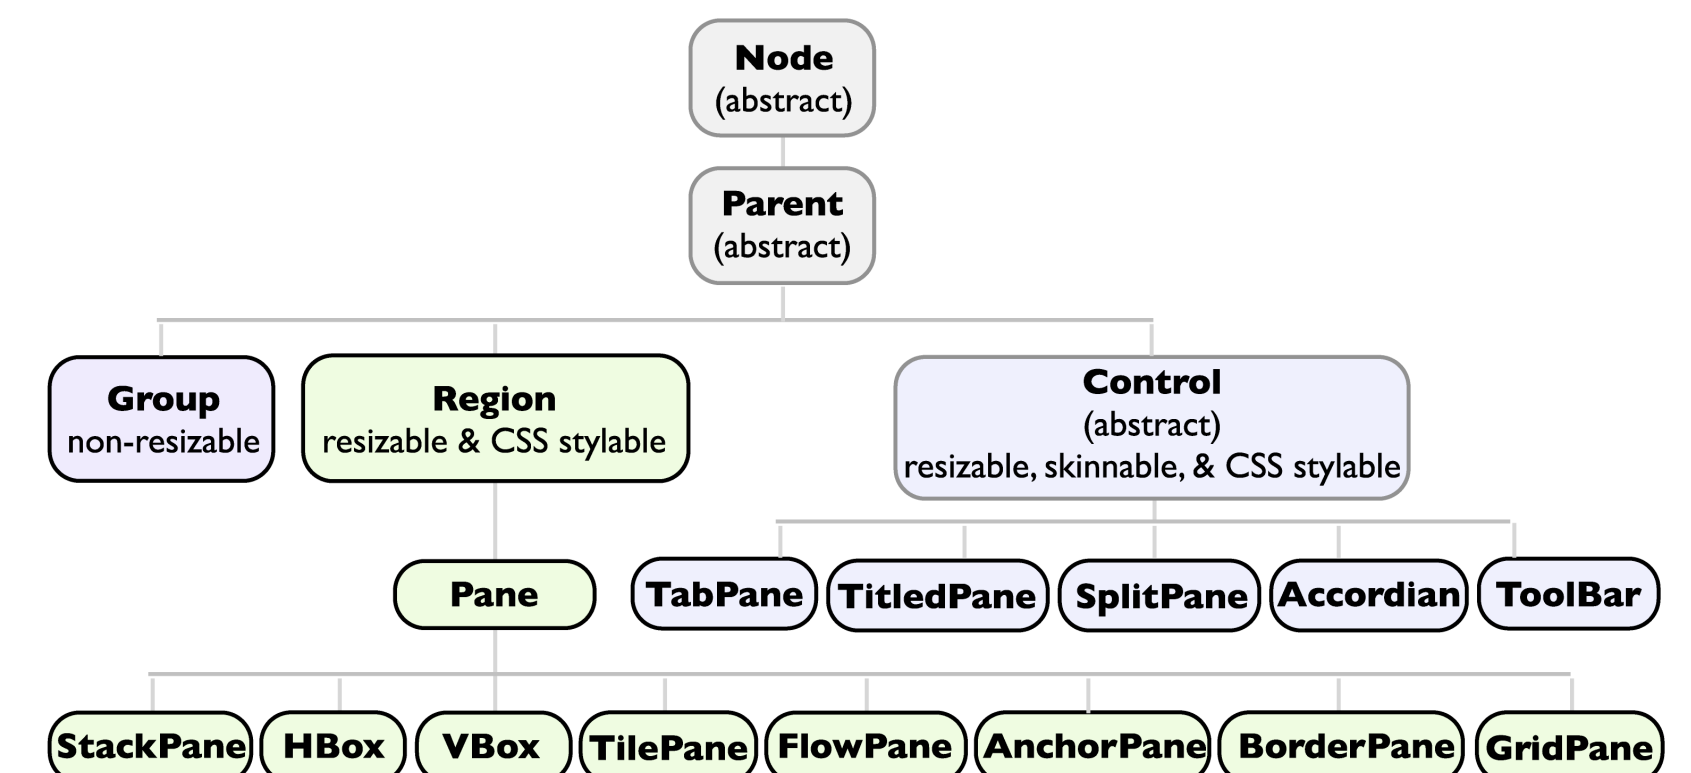 Node
(abstract)
Parent
(abstract)
Group
non-resizable
Region
resizable & CSS stylable
Control
(abstract)
resizable, skinnable, & CSS stylable
Pane
TabPane
TitledPane
SplitPane
Accordian
ToolBar
StackPane
HBox
VBox
TilePane
FlowPane
AnchorPane
BorderPane
GridPane